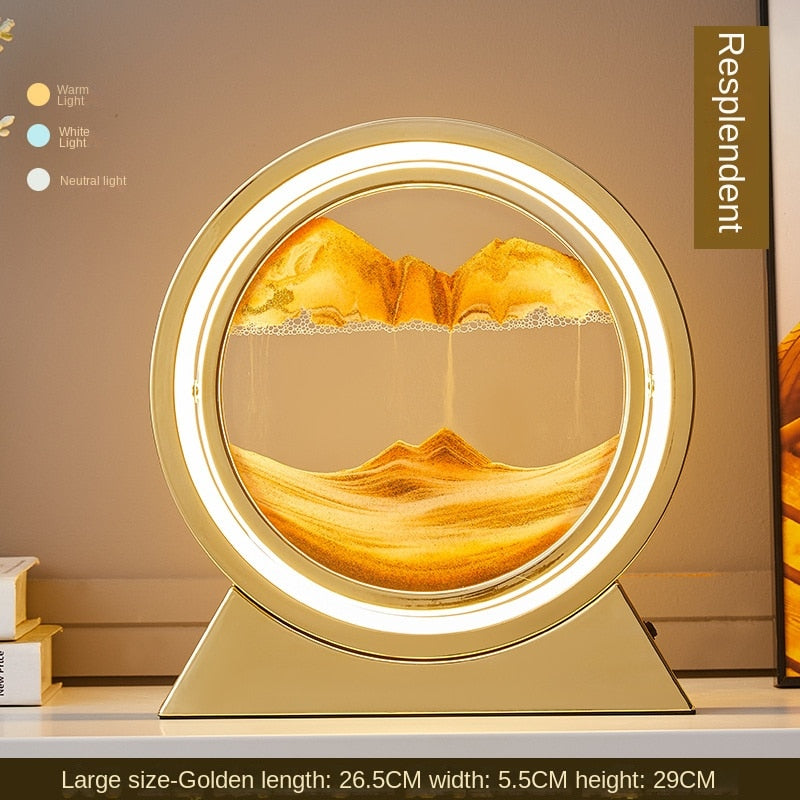 Warm
Light
White
Light
Neutral light
Resplendent
New Price
Large size-Golden length: 26.5CM width: 5.5CM height: 29CM